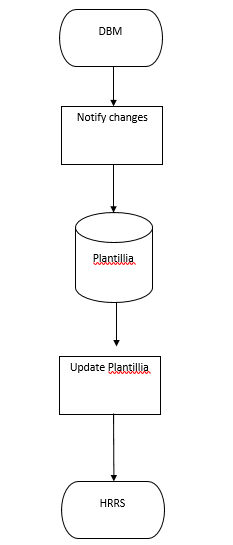 DBM
Notify changes
Plantillia
Update Plantillia
HRRS